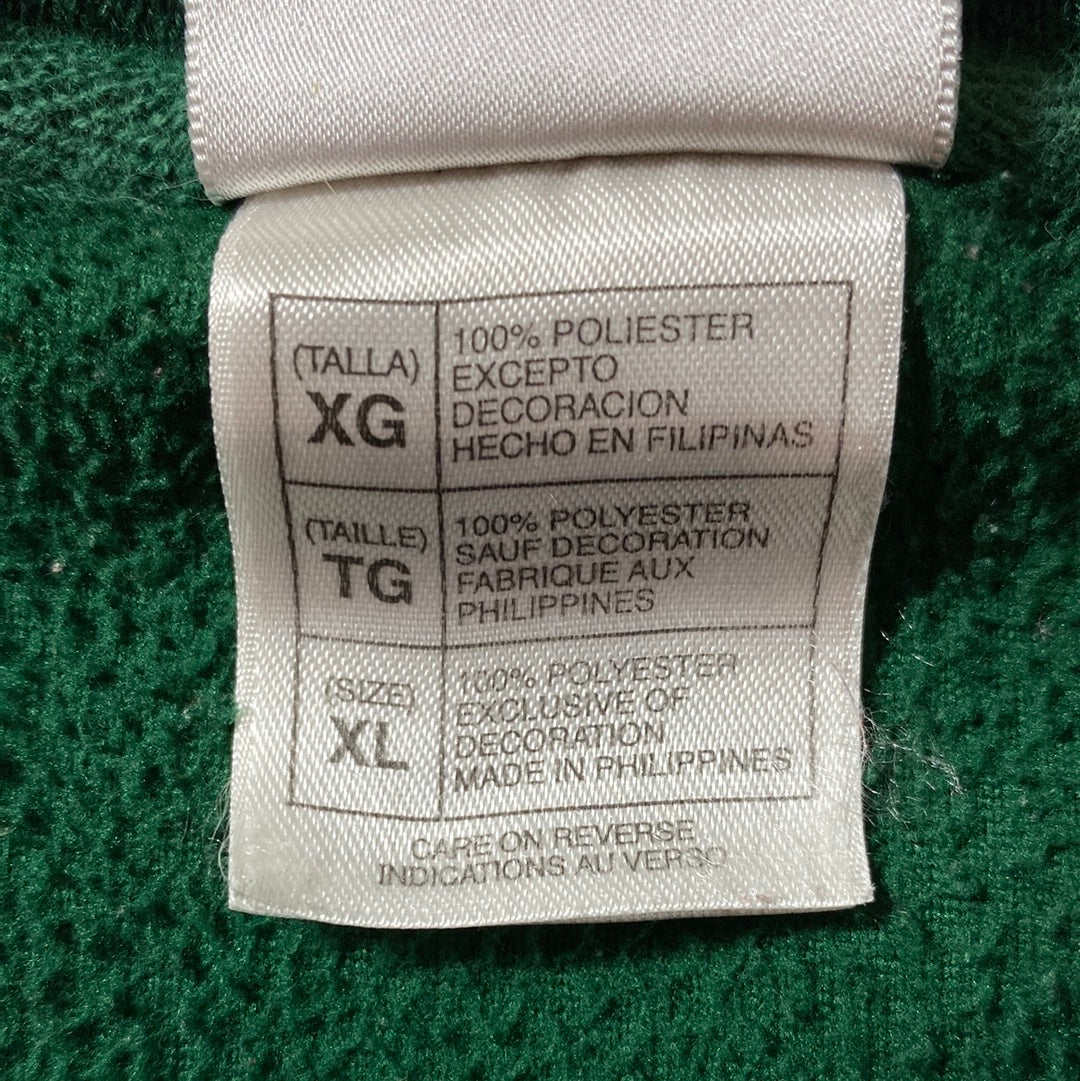 (TALLA)
XG
100% POLIESTER
EXCEPTO
DECORACION
HECHO EN FILIPINAS
(TAILLE)
TG
100% POLYESTER
SAUF DECORATION
FABRIQUE AUX
PHILIPPINES
(SIZE)
XL
100% POLYESTER
EXCLUSIVE OF
DECORATION
MADE IN PHILIPPINES
CARE ON REVERSE
INDICATIONS AU VERSO